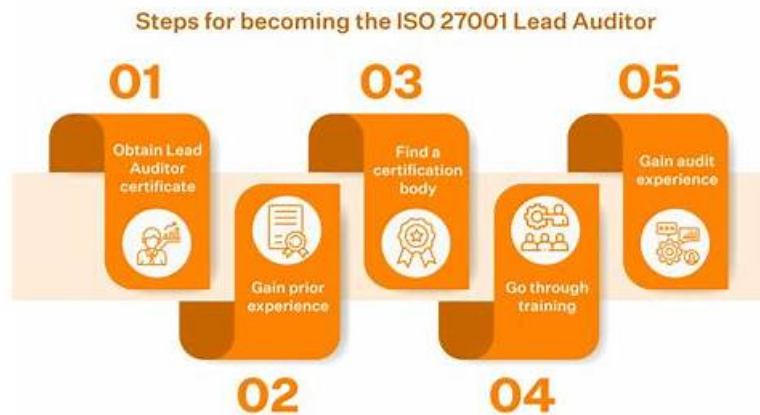 Steps for becoming the ISO 27001 Lead Auditor
01
Obtain Lead
Auditor
certificate
02
Gain prior
experience
03
Find a
certification
body
04
Go through
training
05
Gain audit
experience